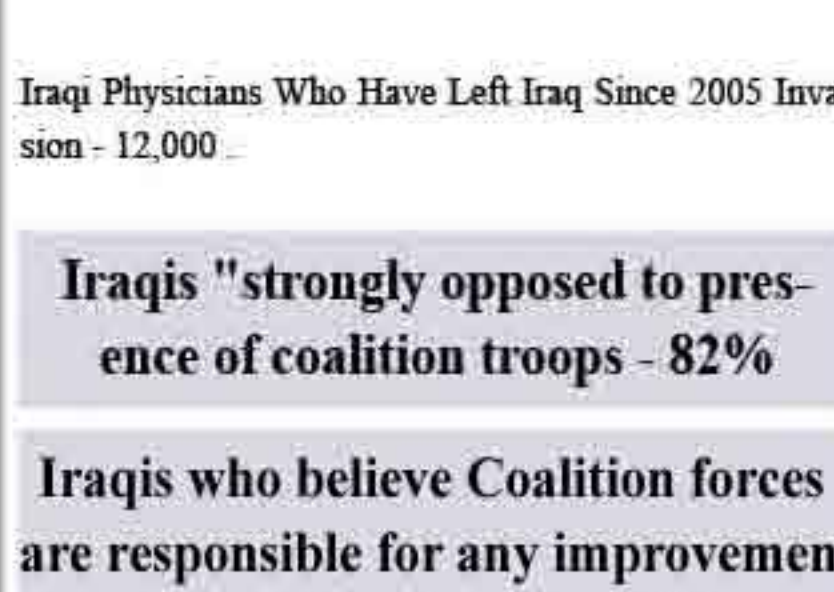 Iraqi Physicians Who Have Left Iraq Since 2005 Inva
sion - 12,000
Iraqis "strongly opposed to pres-
ence of coalition troops - 82%
Iraqis who believe Coalition forces
are responsible for any improvemen